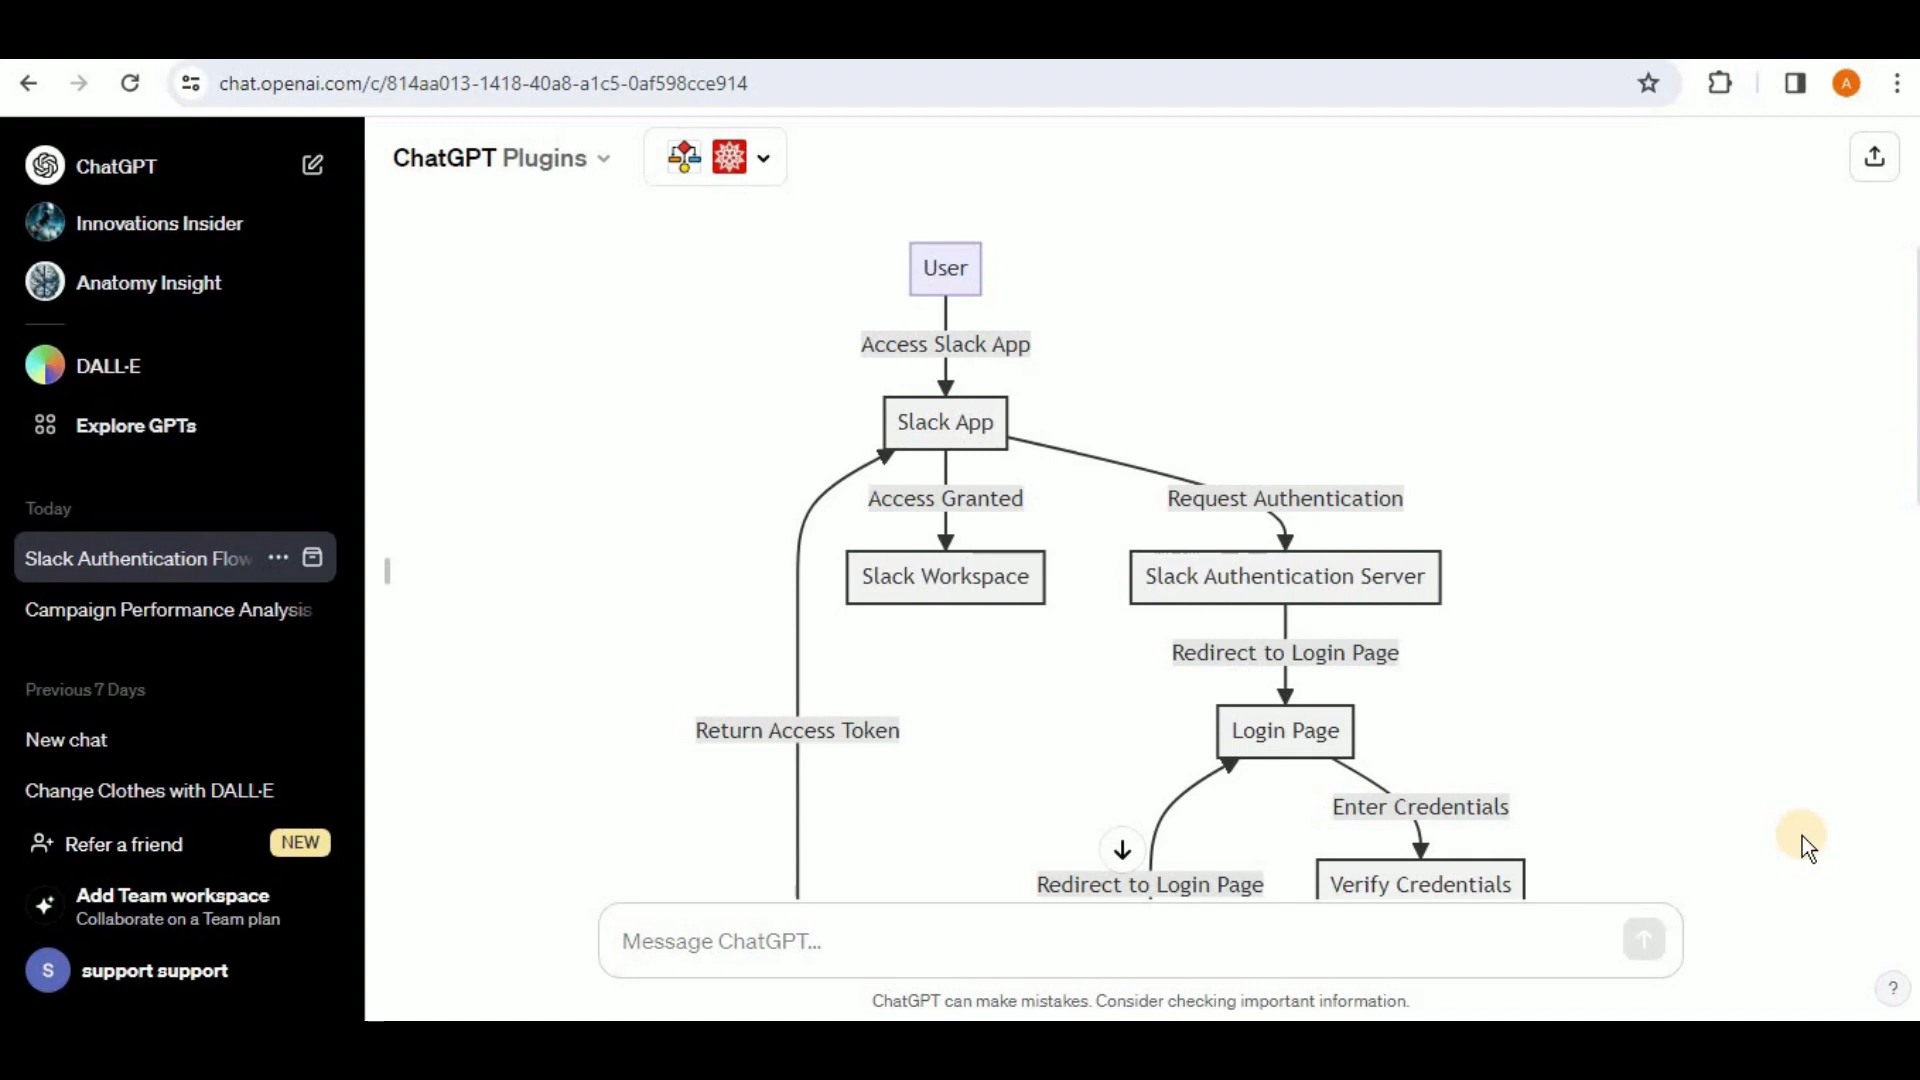 chat.openai.com/c/814aa013-1418-40a8-a1c5-0af598cce914
A
ChatGPT
Innovations Insider
Anatomy Insight
DALL·E
Explore GPTs
Today
Slack Authentication Flow
Campaign Performance Analysis
Previous 7 Days
New chat
Change Clothes with DALL·E
Refer a friend
NEW
Add Team workspace
Collaborate on a Team plan
S
support support
ChatGPT Plugins
User
Access Slack App
Slack App
Access Granted
Request Authentication
Slack Workspace
Slack Authentication Server
Redirect to Login Page
Return Access Token
Login Page
Enter Credentials
Redirect to Login Page
Verify Credentials
Message ChatGPT...
ChatGPT can make mistakes. Consider checking important information.
?